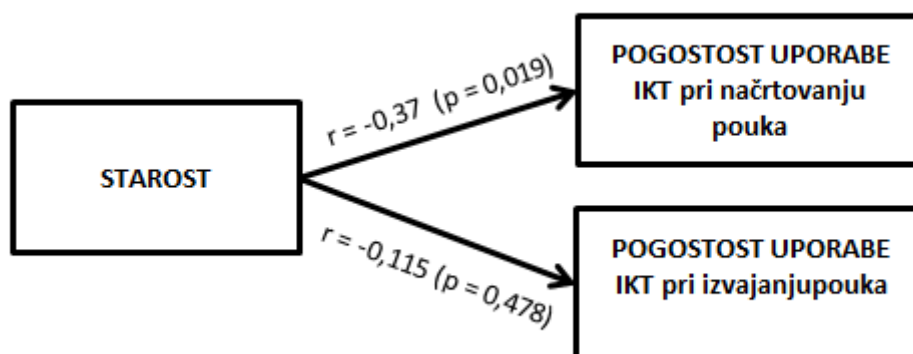 STAROST
r = -0,37 (p = 0,019)
POGOSTOST UPORABE
IKT pri načrtovanju
pouka
r = -0,115 (p = 0,478)
POGOSTOST UPORABE
IKT pri izvajanjupouka